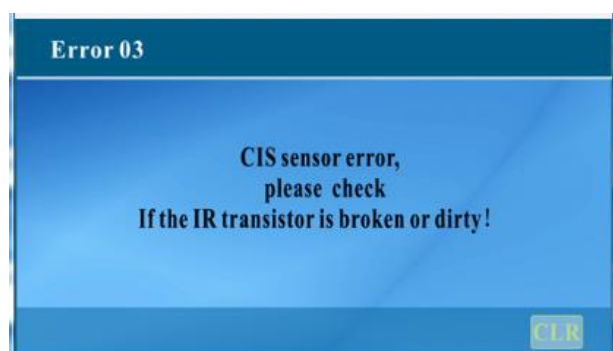 Error 03
CIS sensor error,
please check
If the IR transistor is broken or dirty!
CLR